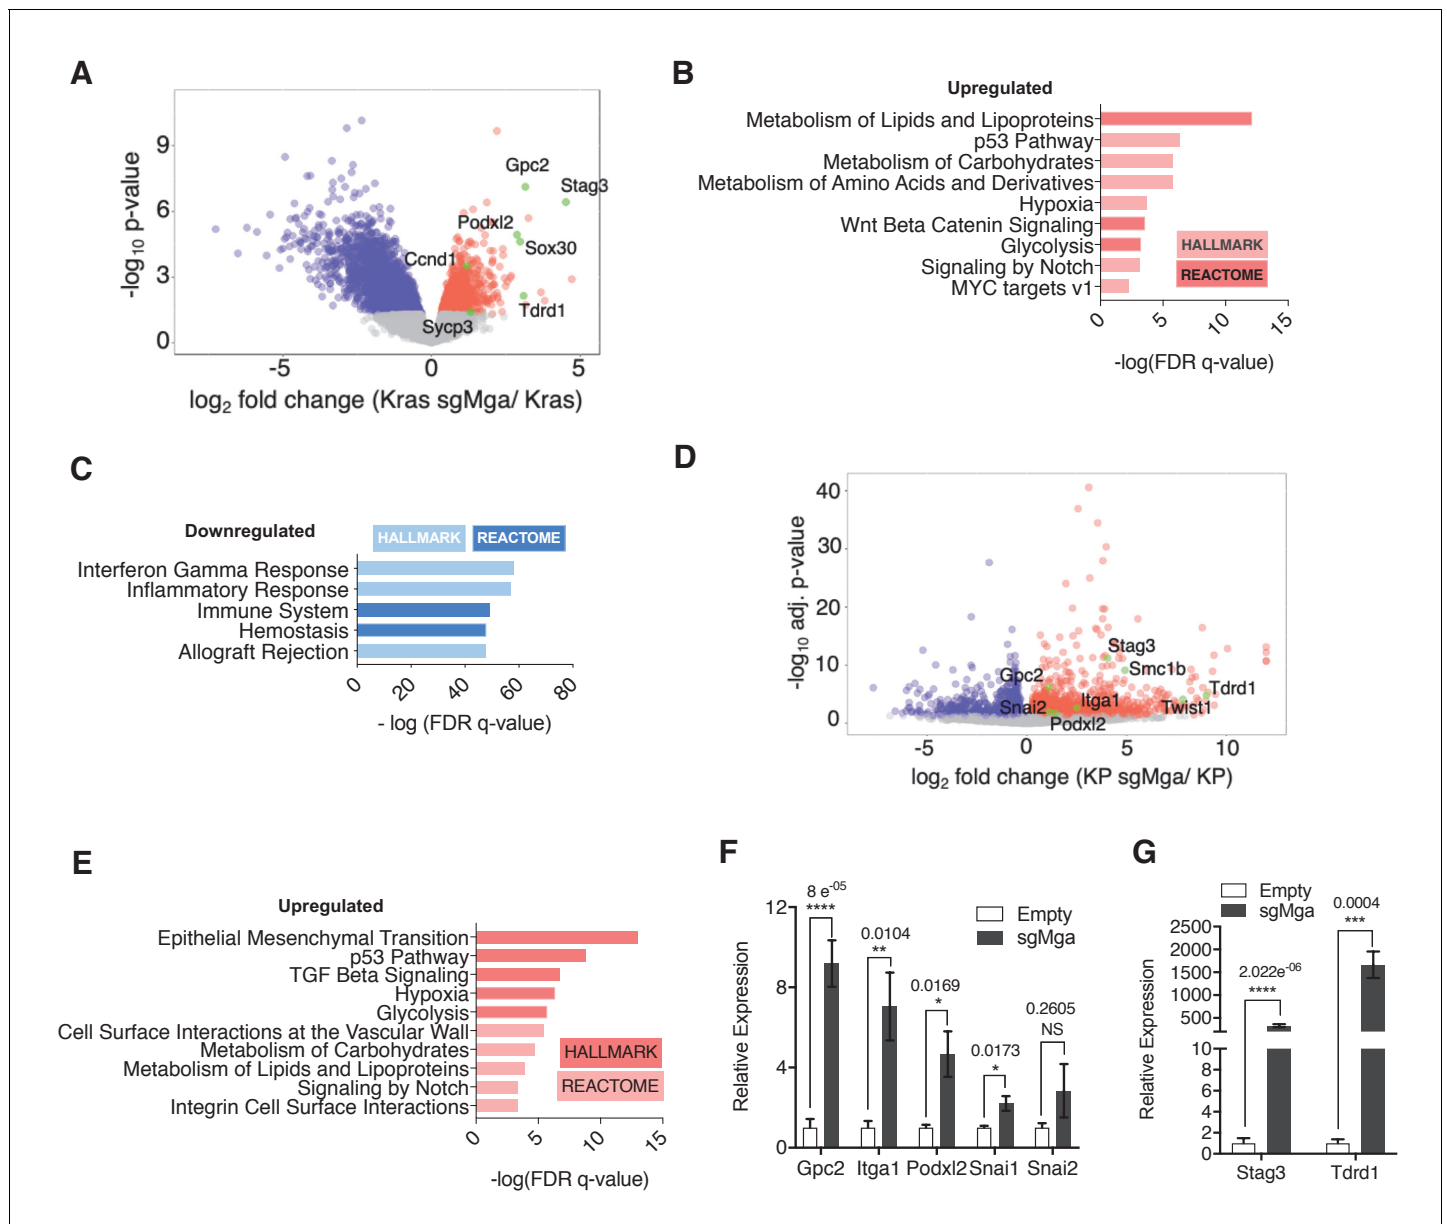 A
9
6
3
0
-log10 p-value
Gpc2
Stag3
Podxl2
Sox30
Ccnd1
Tdrd1
Sycp3
-5
0
5
log2 fold change (Kras sgMga/ Kras)
B
Upregulated
Metabolism of Lipids and Lipoproteins
p53 Pathway
Metabolism of Carbohydrates
Metabolism of Amino Acids and Derivatives
Hypoxia
Wnt Beta Catenin Signaling
Glycolysis
Signaling by Notch
MYC targets v1
HALLMARK
REACTOME
0
5
10
15
-log(FDR q-value)
C
Downregulated
HALLMARK
REACTOME
Interferon Gamma Response
Inflammatory Response
Immune System
Hemostasis
Allograft Rejection
0
20
40
60
80
- log (FDR q-value)
D
40
30
20
10
0
-log10 adj. p-value
Stag3
Gpc2
Smc1b
Tdrd1
Snai2
Itga1
Twist1
Podxl2
-5
0
5
10
log2 fold change (KP sgMga/ KP)
E
Upregulated
Epithelial Mesenchymal Transition
p53 Pathway
TGF Beta Signaling
Hypoxia
Glycolysis
Cell Surface Interactions at the Vascular Wall
Metabolism of Carbohydrates
Metabolism of Lipids and Lipoproteins
Signaling by Notch
Integrin Cell Surface Interactions
HALLMARK
REACTOME
0
5
10
15
-log(FDR q-value)
F
12
8
4
0
Relative Expression
8 e-05
****
0.0104
**
0.0169
*
0.0173
*
0.2605
NS
Empty
sgMga
Gpc2
Itga1
Podxl2
Snai1
Snai2
G
Empty
sgMga
2500
2000
1500
1000
500
10
8
6
4
2
0
Relative Expression
2.022e-06
****
0.0004
***
Stag3
Tdrd1